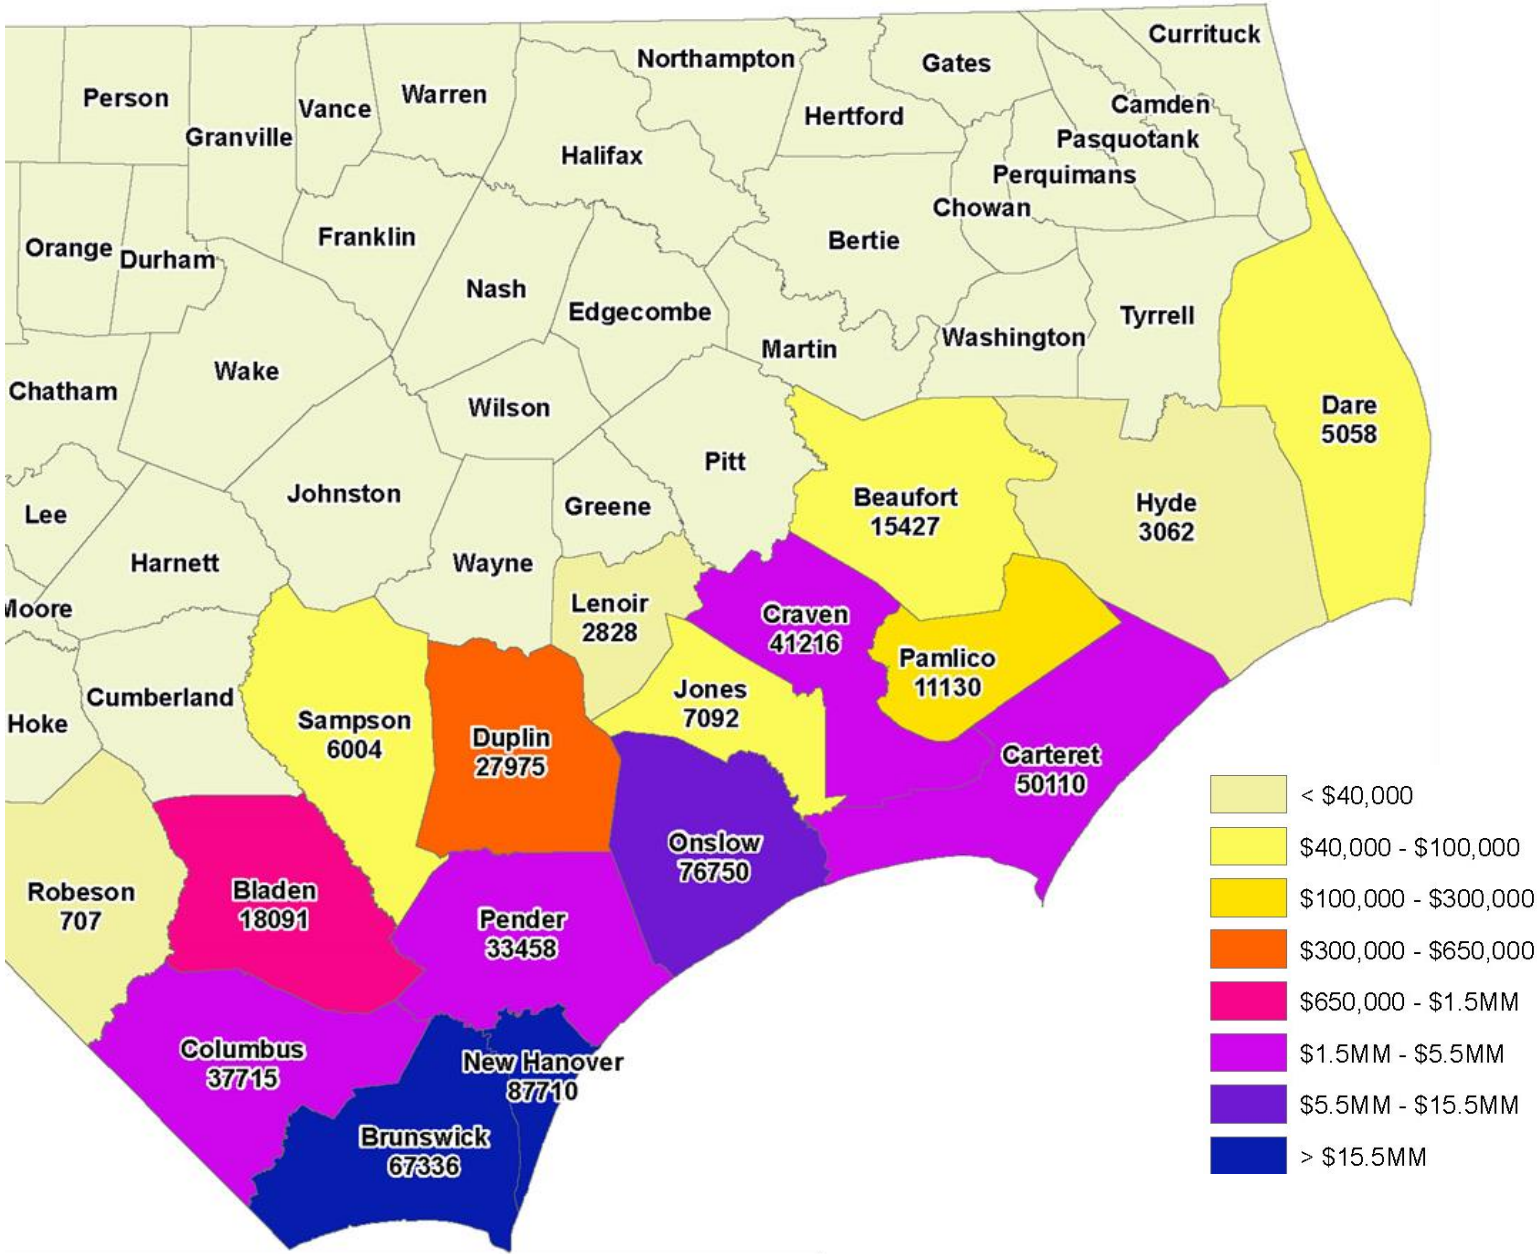 Currituck
Northampton
Gates
Person
Vance
Warren
Camden
Hertford
Granville
Pasquotank
Halifax
Perquimans
Chowan
Orange
Durham
Franklin
Bertie
Nash
Edgecombe
Tyrrell
Washington
Martin
Wake
Chatham
Wilson
Dare
5058
Pitt
Johnston
Beaufort
15427
Hyde
3062
Lee
Greene
Harnett
Wayne
Moore
Lenoir
2828
Craven
41216
Pamlico
11130
Cumberland
Jones
7092
Hoke
Sampson
6004
Duplin
27975
Carteret
50110
Onslow
76750
Robeson
707
Bladen
18091
Pender
33458
Columbus
37715
New Hanover
87710
Brunswick
67336
< $40,000
$40,000 - $100,000
$100,000 - $300,000
$300,000 - $650,000
$650,000 - $1.5MM
$1.5MM - $5.5MM
$5.5MM - $15.5MM
> $15.5MM